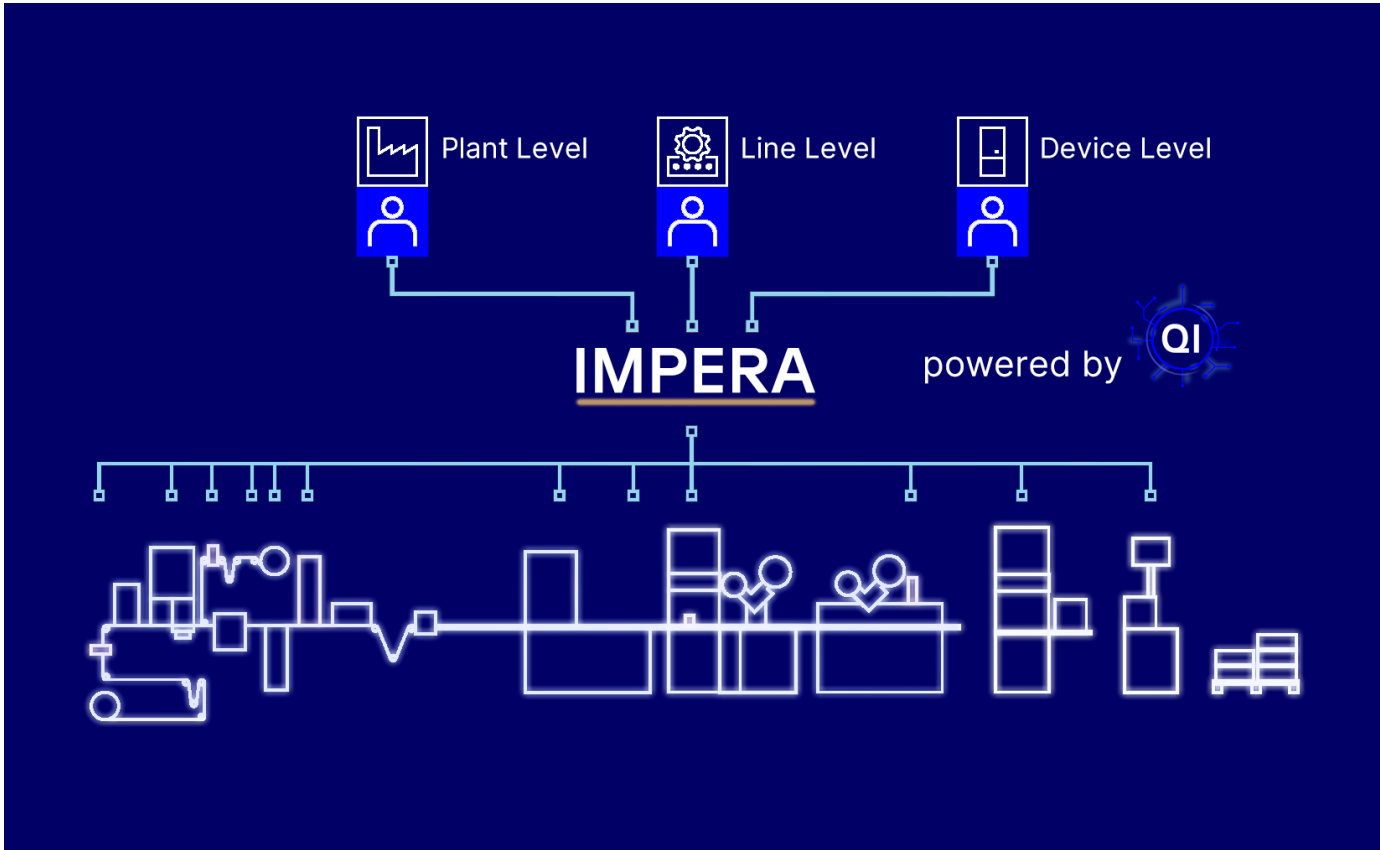 Plant Level
Line Level
Device Level
IMPERA
powered by
QI